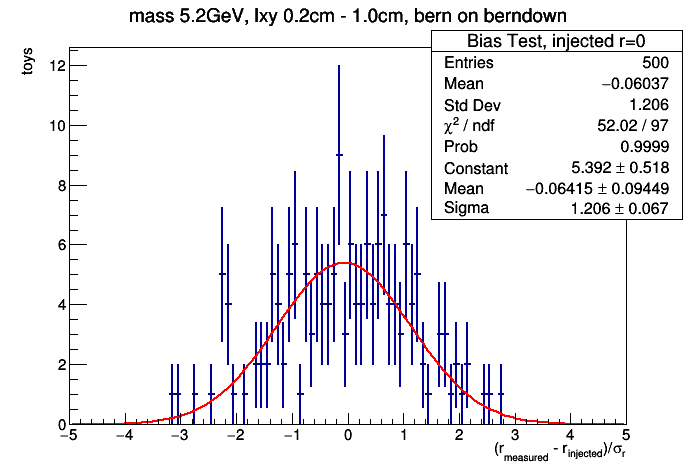 mass 5.2GeV, lxy 0.2cm - 1.0cm, bern on berndown
Bias Test, injected r=0
Entries 500
Mean −0.06037
Std Dev 1.206
χ² / ndf 52.02 / 97
Prob 0.9999
Constant 5.392 ± 0.518
Mean −0.06415 ± 0.09449
Sigma 1.206 ± 0.067
toys
12
10
8
6
4
2
0
−5 −4 −3 −2 −1 0 1 2 3 4 5
(r_measured - r_injected)/σ_r